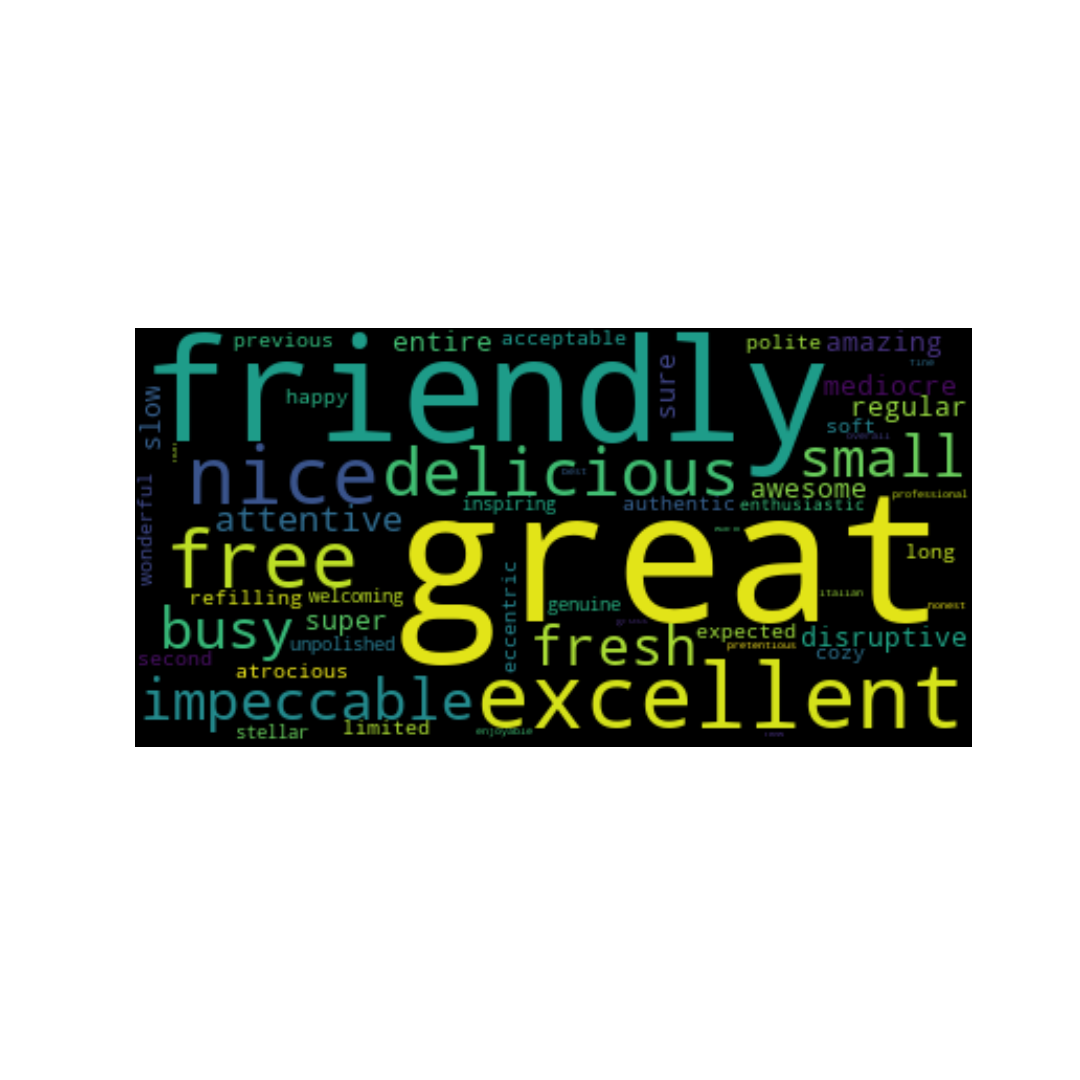 previous
entire
acceptable
polite
amazing
friendly
happy
sure
mediocre
regular
slow
soft
overall
nice
delicious
small
awesome
professional
wonderful
attentive
inspiring
authentic
enthusiastic
great
free
long
refilling
welcoming
eccentric
genuine
italian
honest
busy
super
unpolished
fresh
expected
pretentious
disruptive
cozy
second
atrocious
impeccable
excellent
stellar
limited
enjoyable
best